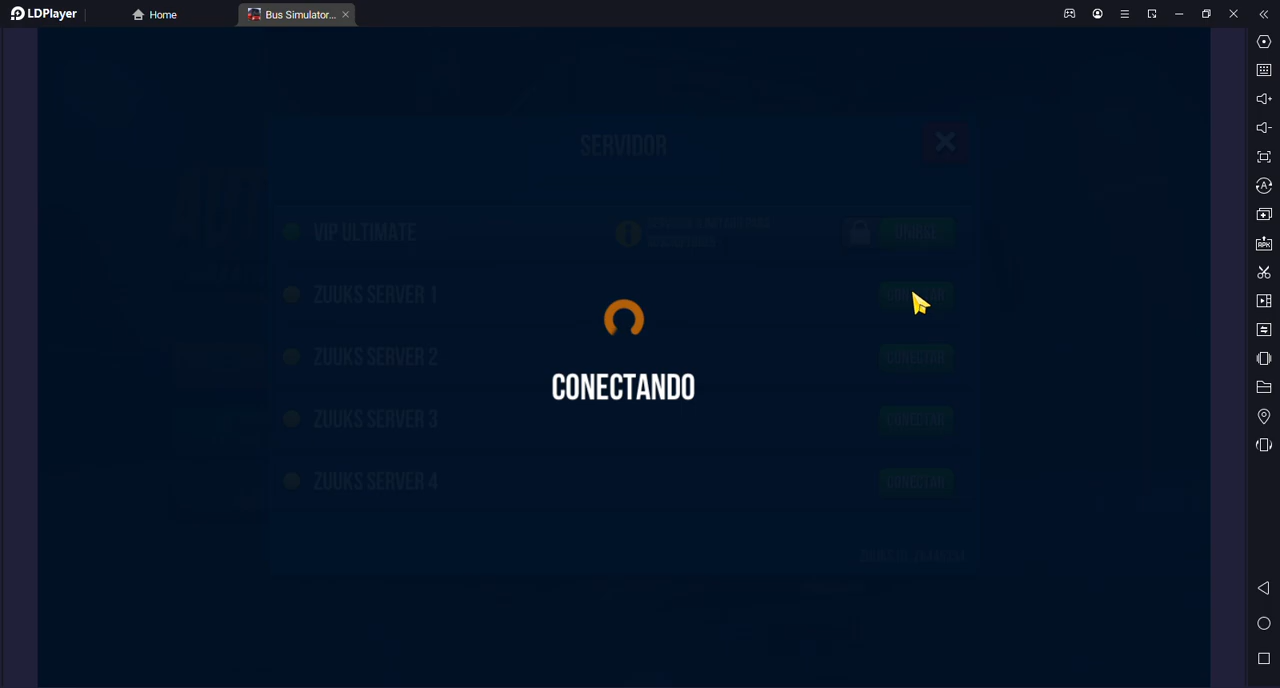 LDPlayer
Home
Bus Simulator...
SERVIDOR
VIP ULTIMATE
UNIRSE
ZUUKS SERVER 1
CONECTAR
ZUUKS SERVER 2
CONECTAR
CONECTANDO
ZUUKS SERVER 3
CONECTAR
ZUUKS SERVER 4
CONECTAR